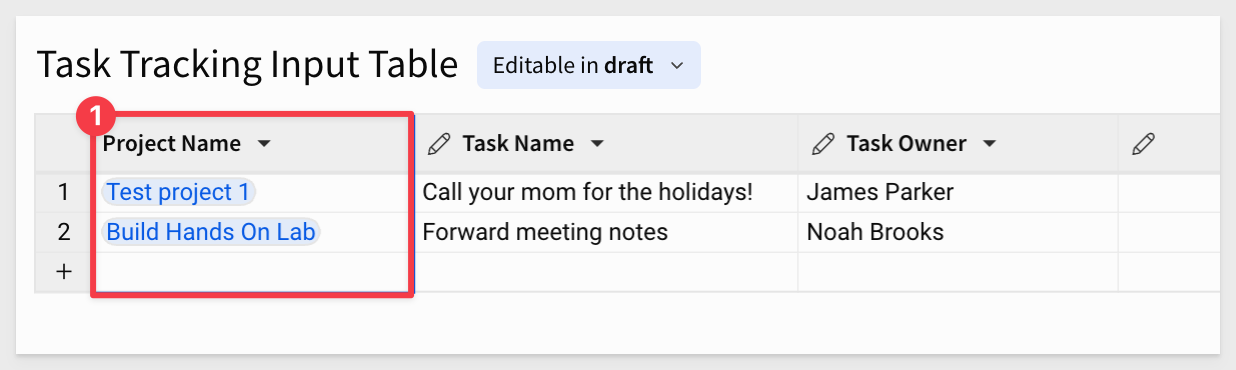 Task Tracking Input Table Editable in draft
1
Project Name Task Name Task Owner
1 Test project 1 Call your mom for the holidays! James Parker
2 Build Hands On Lab Forward meeting notes Noah Brooks
+